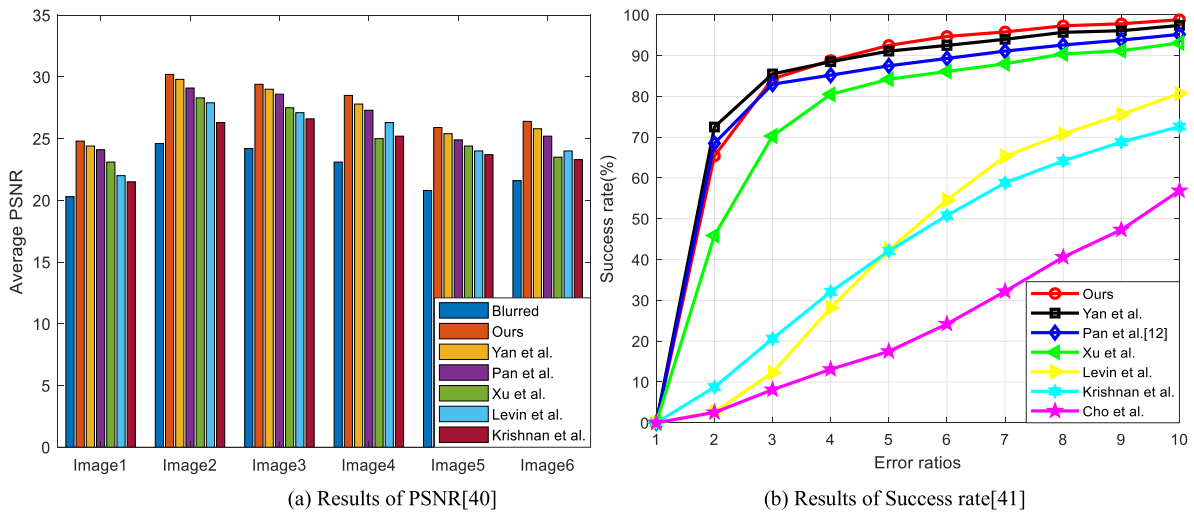 35
30
25
20
15
10
5
0
Average PSNR
Image1 Image2 Image3 Image4 Image5 Image6
Blurred
Ours
Yan et al.
Pan et al.
Xu et al.
Levin et al.
Krishnan et al.
(a) Results of PSNR[40]
100
90
80
70
60
50
40
30
20
10
0
Success rate(%)
1 2 3 4 5 6 7 8 9 10
Error ratios
Ours
Yan et al.
Pan et al.[12]
Xu et al.
Levin et al.
Krishnan et al.
Cho et al.
(b) Results of Success rate[41]